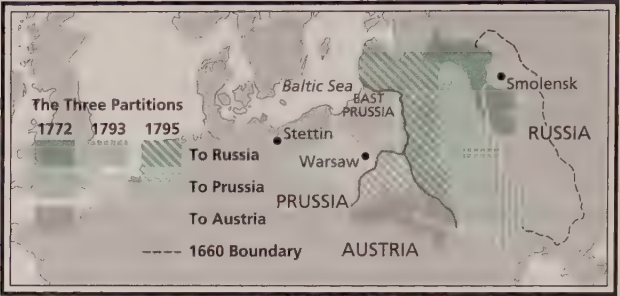 Baltic Sea
EAST
PRUSSIA
Smolensk
The Three Partitions
1772 1793 1795
Stettin
RUSSIA
To Russia
Warsaw
To Prussia
PRUSSIA
To Austria
1660 Boundary
AUSTRIA